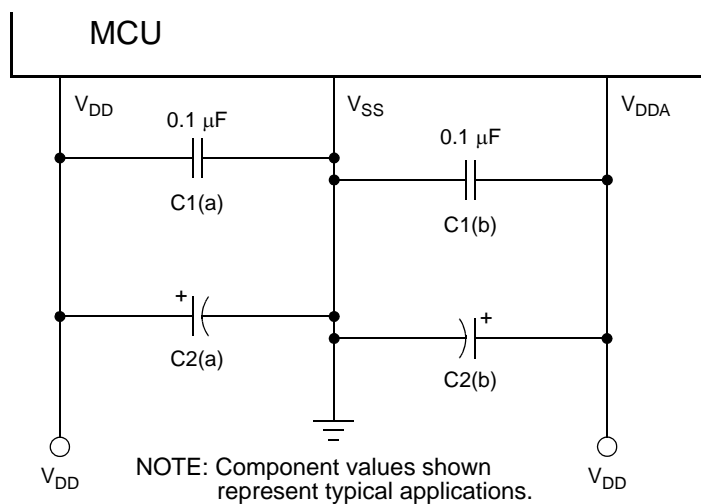 MCU
VDD
VSS
VDDA
0.1 μF
0.1 μF
C1(a)
C1(b)
+
+
C2(a)
C2(b)
VDD
NOTE: Component values shown
represent typical applications.
VDD